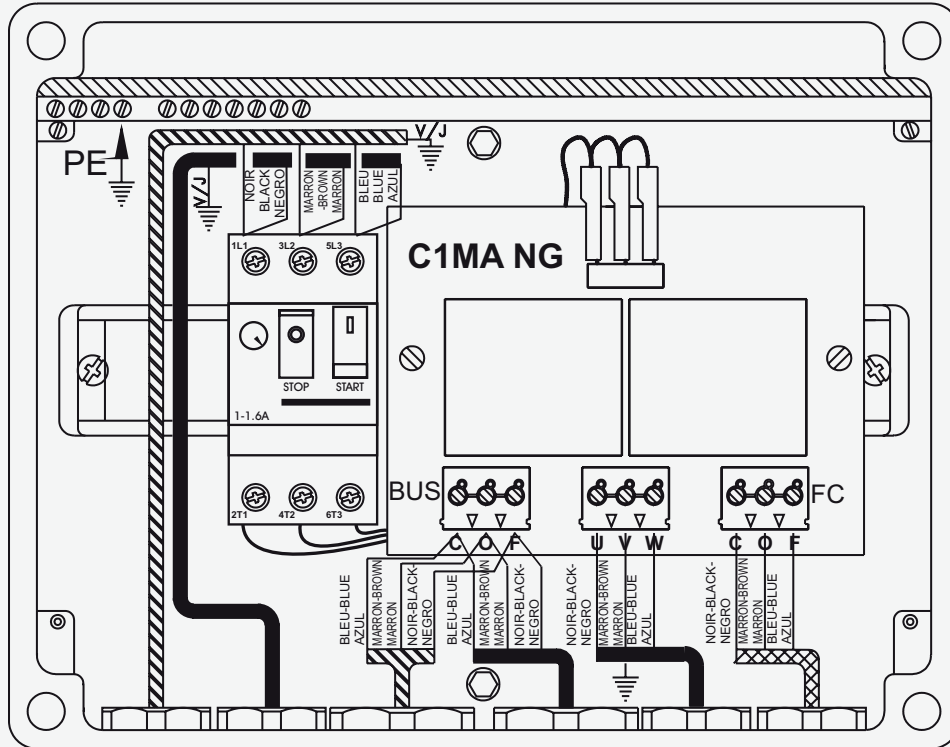 V/J
PE
V/J
NOIR
BLACK
NEGRO
MARRON
-BROWN
MARRON
BLEU
BLUE
AZUL
1L1 3L2 5L3
C1MA NG
STOP START
1-1.6A
2T1 4T2 6T3
BUS
FC
C O F
U V W
C O F
BLEU-BLUE
AZUL
MARRON-BROWN
MARRON
NOIR-BLACK-
NEGRO
BLEU-BLUE
AZUL
MARRON-BROWN
MARRON
NOIR-BLACK-
NEGRO
NOIR-BLACK-
NEGRO
MARRON-BROWN
MARRON
BLEU-BLUE
AZUL
NOIR-BLACK-
NEGRO
MARRON-BROWN
MARRON
BLEU-BLUE
AZUL